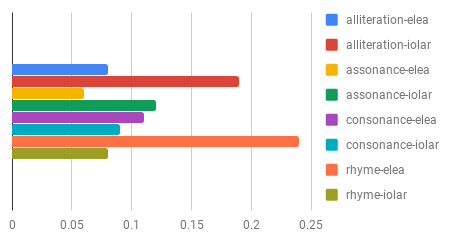 alliteration-elea
alliteration-iolar
assonance-elea
assonance-iolar
consonance-elea
consonance-iolar
rhyme-elea
rhyme-iolar
0 0.05 0.1 0.15 0.2 0.25